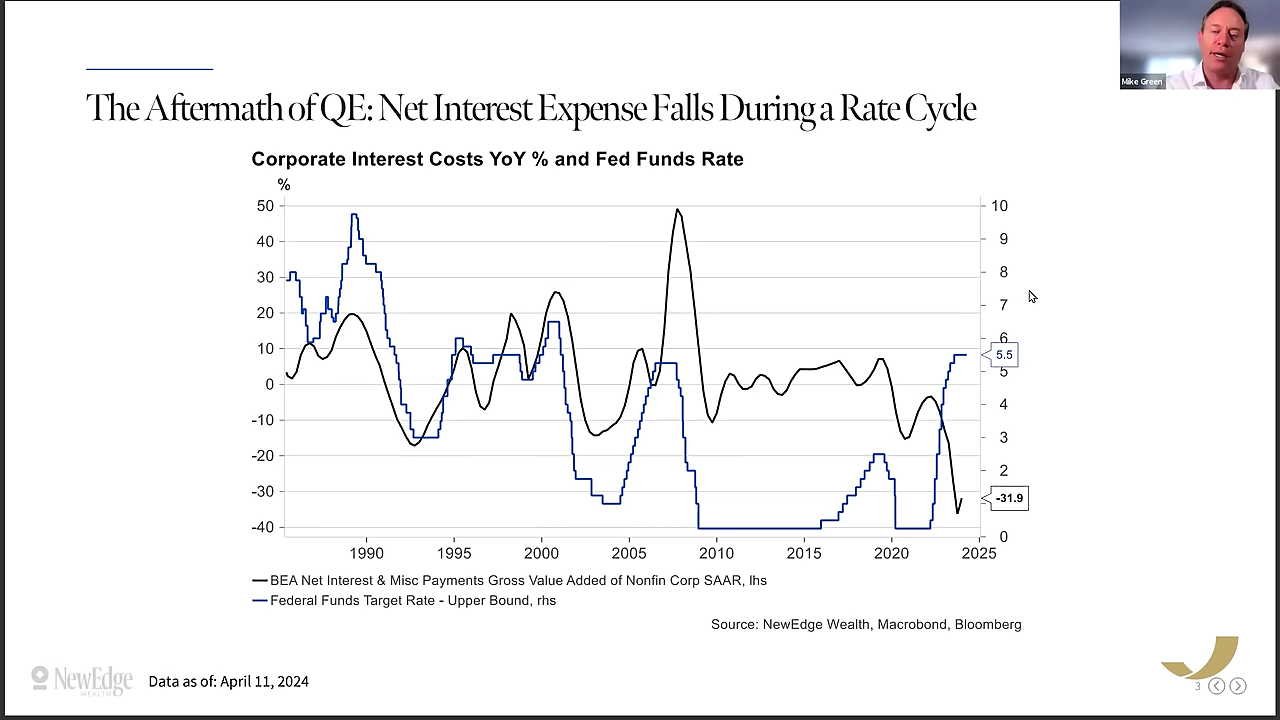 Mike Green
The Aftermath of QE: Net Interest Expense Falls During a Rate Cycle
Corporate Interest Costs YoY % and Fed Funds Rate
%
50
40
30
20
10
0
-10
-20
-30
-40
10
9
8
7
6
5.5
5
4
3
2
-31.9
0
1990 1995 2000 2005 2010 2015 2020 2025
BEA Net Interest & Misc Payments Gross Value Added of Nonfin Corp SAAR, lhs
Federal Funds Target Rate - Upper Bound, rhs
Source: NewEdge Wealth, Macrobond, Bloomberg
NewEdge
WEALTH
Data as of: April 11, 2024
3